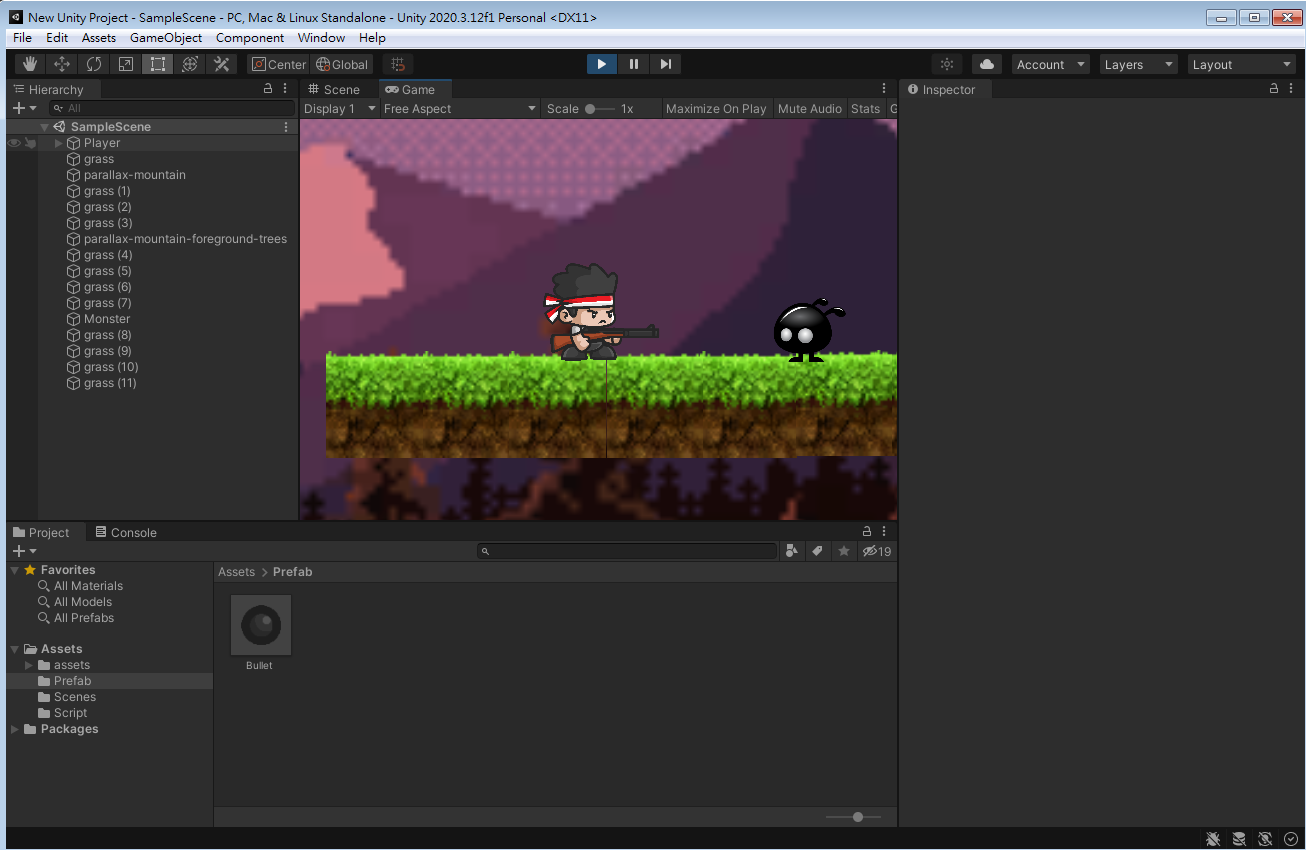 New Unity Project - SampleScene - PC, Mac & Linux Standalone - Unity 2020.3.12f1 Personal <DX11>
File Edit Assets GameObject Component Window Help
Center Global Account Layers Layout
Hierarchy
Scene Game
Inspector
All
Display 1 Free Aspect Scale 1x Maximize On Play Mute Audio Stats G
SampleScene
Player
grass
parallax-mountain
grass (1)
grass (2)
grass (3)
parallax-mountain-foreground-trees
grass (4)
grass (5)
grass (6)
grass (7)
Monster
grass (8)
grass (9)
grass (10)
grass (11)
Project Console
19
Favorites
All Materials
All Models
All Prefabs
Assets
assets
Prefab
Scenes
Script
Packages
Assets > Prefab
Bullet